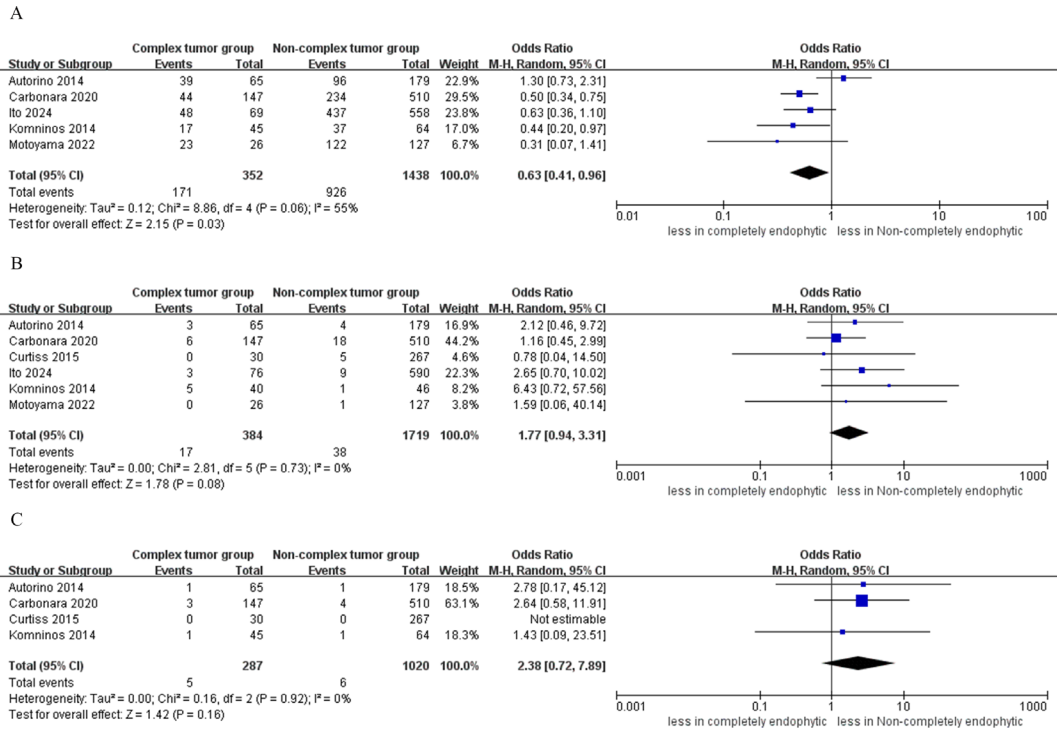 A
Complex tumor group Non-complex tumor group Odds Ratio Odds Ratio
Study or Subgroup Events Total Events Total Weight M-H, Random, 95% CI M-H, Random, 95% CI
Autorino 2014 39 65 96 179 22.9% 1.30 [0.73, 2.31]
Carbonara 2020 44 147 234 510 29.5% 0.50 [0.34, 0.75]
Ito 2024 48 69 437 558 23.8% 0.63 [0.36, 1.10]
Komninos 2014 17 45 37 64 17.0% 0.44 [0.20, 0.97]
Motoyama 2022 23 26 122 127 6.7% 0.31 [0.07, 1.41]
Total (95% CI) 352 1438 100.0% 0.63 [0.41, 0.96]
Total events 171 926
Heterogeneity: Tau² = 0.12; Chi² = 8.86, df = 4 (P = 0.06); I² = 55%
Test for overall effect: Z = 2.15 (P = 0.03)
0.01 0.1 1 10 100
less in completely endophytic less in Non-completely endophytic
B
Complex tumor group Non-complex tumor group Odds Ratio Odds Ratio
Study or Subgroup Events Total Events Total Weight M-H, Random, 95% CI M-H, Random, 95% CI
Autorino 2014 3 65 4 179 16.9% 2.12 [0.46, 9.72]
Carbonara 2020 6 147 18 510 44.2% 1.16 [0.45, 2.99]
Curtiss 2015 0 30 5 267 4.6% 0.78 [0.04, 14.50]
Ito 2024 3 76 9 590 22.3% 2.65 [0.70, 10.02]
Komninos 2014 5 40 1 46 8.2% 6.43 [0.72, 57.56]
Motoyama 2022 0 26 1 127 3.8% 1.59 [0.06, 40.14]
Total (95% CI) 384 1719 100.0% 1.77 [0.94, 3.31]
Total events 17 38
Heterogeneity: Tau² = 0.00; Chi² = 2.81, df = 5 (P = 0.73); I² = 0%
Test for overall effect: Z = 1.78 (P = 0.08)
0.001 0.1 1 10 1000
less in completely endophytic less in Non-completely endophytic
C
Complex tumor group Non-complex tumor group Odds Ratio Odds Ratio
Study or Subgroup Events Total Events Total Weight M-H, Random, 95% CI M-H, Random, 95% CI
Autorino 2014 1 65 1 179 18.5% 2.78 [0.17, 45.12]
Carbonara 2020 3 147 4 510 63.1% 2.64 [0.58, 11.91]
Curtiss 2015 0 30 0 267 Not estimable
Komninos 2014 1 45 1 64 18.3% 1.43 [0.09, 23.51]
Total (95% CI) 287 1020 100.0% 2.38 [0.72, 7.89]
Total events 5 6
Heterogeneity: Tau² = 0.00; Chi² = 0.16, df = 2 (P = 0.92); I² = 0%
Test for overall effect: Z = 1.42 (P = 0.16)
0.001 0.1 1 10 1000
less in completely endophytic less in Non-completely endophytic